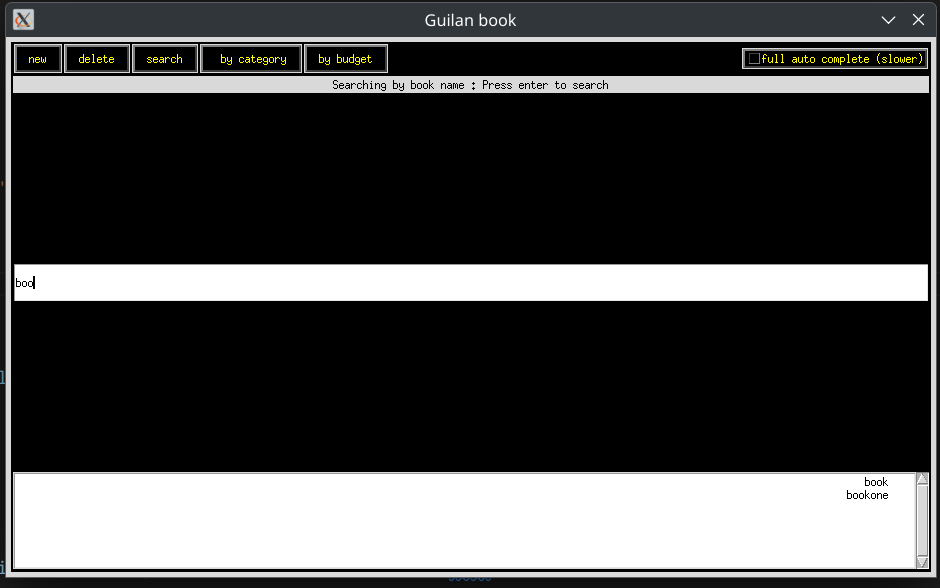 Guilan book
new delete search by category by budget full auto complete (slower)
Searching by book name : Press enter to search
boo
book
bookone